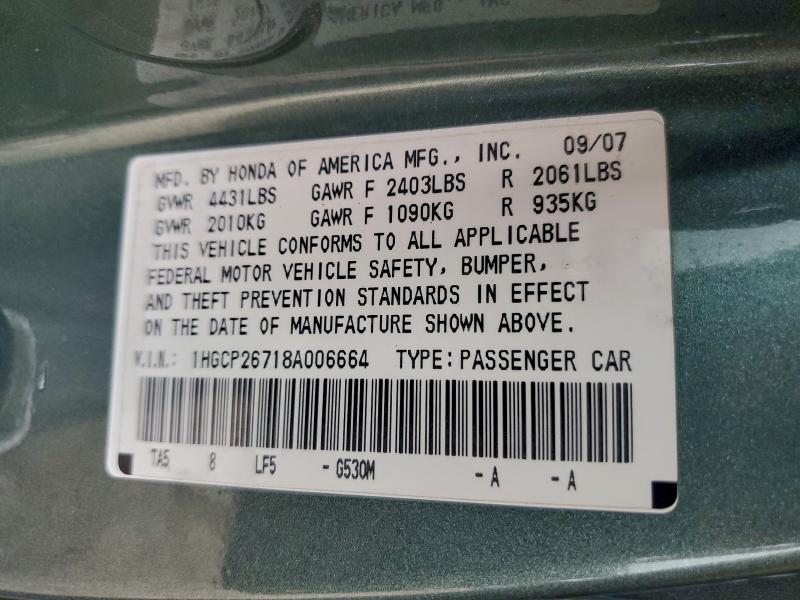 MFD. BY HONDA OF AMERICA MFG., INC. 09/07
GVWR 4431LBS GAWR F 2403LBS R 2061LBS
GVWR 2010KG GAWR F 1090KG R 935KG
THIS VEHICLE CONFORMS TO ALL APPLICABLE
FEDERAL MOTOR VEHICLE SAFETY, BUMPER,
AND THEFT PREVENTION STANDARDS IN EFFECT
ON THE DATE OF MANUFACTURE SHOWN ABOVE.
V.I.N.: 1HGCP26718A006664 TYPE:PASSENGER CAR
TA5 8 LF5 - G530M - A - A